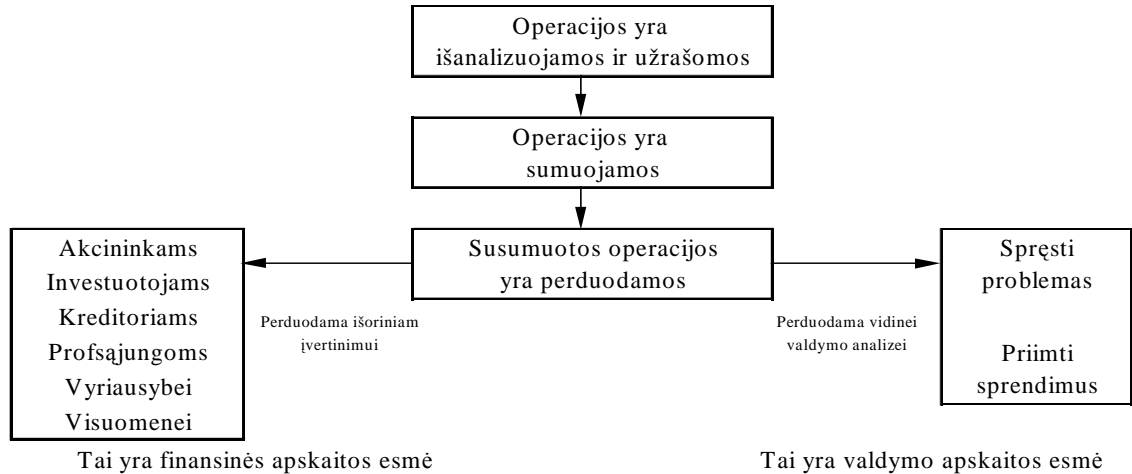 Operacijos yra
išanalizuojamos ir užrašomos
Operacijos yra
sumuojamos
Susumuotos operacijos
yra perduodamos
Akcininkams
Investuotojams
Kreditoriams
Profsąjungoms
Vyriausybei
Visuomenei
Perduodama išoriniam
įvertinimui
Perduodama vidinei
valdymo analizei
Spręsti
problemas
Priimti
sprendimus
Tai yra finansinės apskaitos esmė
Tai yra valdymo apskaitos esmė